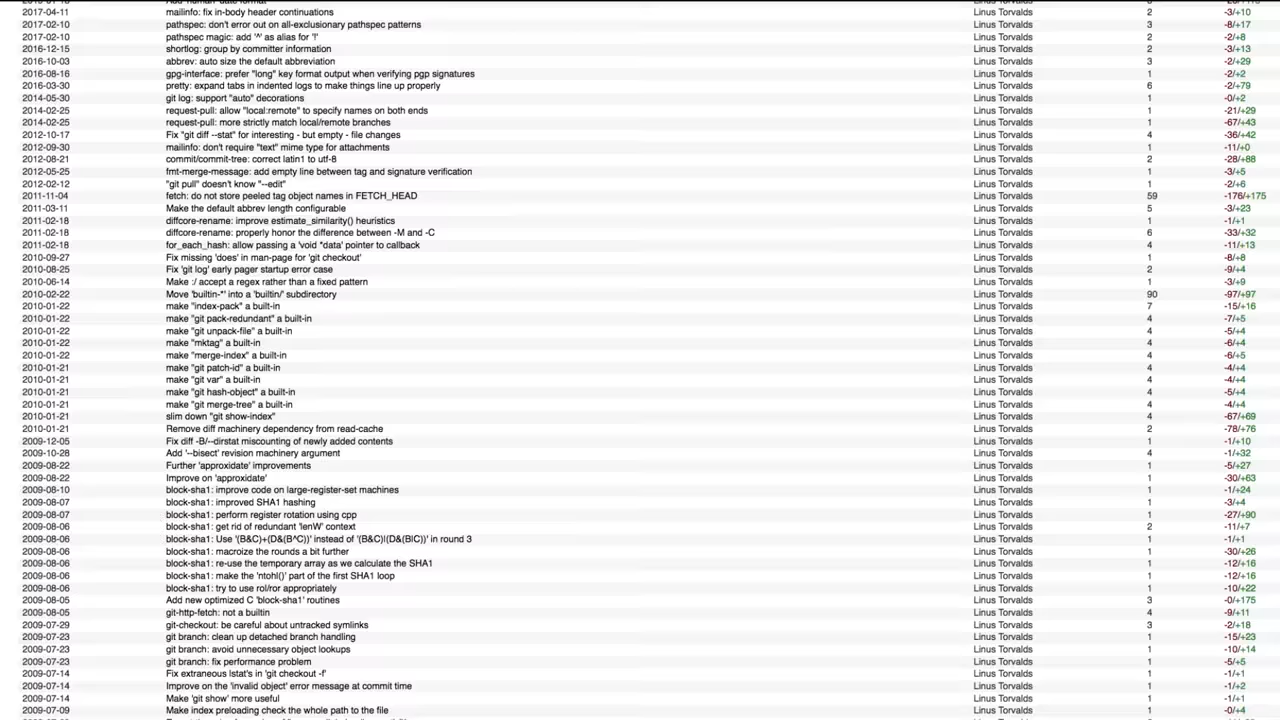 2017-04-11 mailinfo: fix in-body header continuations Linus Torvalds 2 -3/+10
2017-02-10 pathspec: don't error out on all-exclusionary pathspec patterns Linus Torvalds 3 -8/+17
2017-02-10 pathspec magic: add '^' as alias for '!' Linus Torvalds 2 -2/+8
2016-12-15 shortlog: group by committer information Linus Torvalds 2 -3/+13
2016-10-03 abbrev: auto size the default abbreviation Linus Torvalds 3 -2/+29
2016-08-16 gpg-interface: prefer "long" key format output when verifying pgp signatures Linus Torvalds 1 -2/+2
2016-03-30 pretty: expand tabs in indented logs to make things line up properly Linus Torvalds 6 -2/+79
2014-05-30 git log: support "auto" decorations Linus Torvalds 1 -0/+2
2014-02-25 request-pull: allow "local:remote" to specify names on both ends Linus Torvalds 1 -21/+29
2014-02-25 request-pull: more strictly match local/remote branches Linus Torvalds 1 -67/+43
2012-10-17 Fix "git diff --stat" for interesting - but empty - file changes Linus Torvalds 4 -36/+42
2012-09-30 mailinfo: don't require "text" mime type for attachments Linus Torvalds 1 -11/+0
2012-08-21 commit/commit-tree: correct latin1 to utf-8 Linus Torvalds 2 -28/+88
2012-05-25 fmt-merge-message: add empty line between tag and signature verification Linus Torvalds 1 -3/+5
2012-02-12 "git pull" doesn't know "--edit" Linus Torvalds 1 -2/+6
2011-11-04 fetch: do not store peeled tag object names in FETCH_HEAD Linus Torvalds 59 -176/+175
2011-03-11 Make the default abbrev length configurable Linus Torvalds 5 -3/+23
2011-02-18 diffcore-rename: improve estimate_similarity() heuristics Linus Torvalds 1 -1/+1
2011-02-18 diffcore-rename: properly honor the difference between -M and -C Linus Torvalds 6 -33/+32
2011-02-18 for_each_hash: allow passing a 'void *data' pointer to callback Linus Torvalds 4 -11/+13
2010-09-27 Fix missing 'does' in man-page for 'git checkout' Linus Torvalds 1 -8/+8
2010-08-25 Fix 'git log' early pager startup error case Linus Torvalds 2 -9/+4
2010-06-14 Make :/ accept a regex rather than a fixed pattern Linus Torvalds 1 -3/+9
2010-02-22 Move 'builtin-*' into a 'builtin/' subdirectory Linus Torvalds 90 -97/+97
2010-01-22 make "index-pack" a built-in Linus Torvalds 7 -15/+16
2010-01-22 make "git pack-redundant" a built-in Linus Torvalds 4 -7/+5
2010-01-22 make "git unpack-file" a built-in Linus Torvalds 4 -5/+4
2010-01-22 make "mktag" a built-in Linus Torvalds 4 -6/+4
2010-01-22 make "merge-index" a built-in Linus Torvalds 4 -6/+5
2010-01-22 make "git patch-id" a built-in Linus Torvalds 4 -4/+4
2010-01-21 make "git var" a built-in Linus Torvalds 4 -4/+4
2010-01-21 make "git hash-object" a built-in Linus Torvalds 4 -5/+4
2010-01-21 make "git merge-tree" a built-in Linus Torvalds 4 -4/+4
2010-01-21 slim down "git show-index" Linus Torvalds 4 -67/+69
2010-01-21 Remove diff machinery dependency from read-cache Linus Torvalds 2 -78/+76
2009-12-05 Fix diff -B/--dirstat miscounting of newly added contents Linus Torvalds 1 -1/+10
2009-10-28 Add '--bisect' revision machinery argument Linus Torvalds 4 -1/+32
2009-08-22 Further 'approxidate' improvements Linus Torvalds 1 -5/+27
2009-08-22 Improve on 'approxidate' Linus Torvalds 1 -30/+63
2009-08-10 block-sha1: improve code on large-register-set machines Linus Torvalds 1 -1/+24
2009-08-07 block-sha1: improved SHA1 hashing Linus Torvalds 1 -3/+4
2009-08-07 block-sha1: perform register rotation using cpp Linus Torvalds 1 -27/+90
2009-08-06 block-sha1: get rid of redundant 'lenW' context Linus Torvalds 2 -11/+7
2009-08-06 block-sha1: Use '(B&C)+(D&(B^C))' instead of '(B&C)|(D&(B|C))' in round 3 Linus Torvalds 1 -1/+1
2009-08-06 block-sha1: macroize the rounds a bit further Linus Torvalds 1 -30/+26
2009-08-06 block-sha1: re-use the temporary array as we calculate the SHA1 Linus Torvalds 1 -12/+16
2009-08-06 block-sha1: make the 'ntohl()' part of the first SHA1 loop Linus Torvalds 1 -12/+16
2009-08-06 block-sha1: try to use rol/ror appropriately Linus Torvalds 1 -10/+22
2009-08-05 Add new optimized C 'block-sha1' routines Linus Torvalds 3 -0/+175
2009-08-05 git-http-fetch: not a builtin Linus Torvalds 4 -9/+11
2009-07-29 git-checkout: be careful about untracked symlinks Linus Torvalds 3 -2/+18
2009-07-23 git branch: clean up detached branch handling Linus Torvalds 1 -15/+23
2009-07-23 git branch: avoid unnecessary object lookups Linus Torvalds 1 -10/+14
2009-07-23 git branch: fix performance problem Linus Torvalds 1 -5/+5
2009-07-14 Fix extraneous lstat's in 'git checkout -f' Linus Torvalds 1 -1/+1
2009-07-14 Improve on the 'invalid object' error message at commit time Linus Torvalds 1 -1/+2
2009-07-14 Make 'git show' more useful Linus Torvalds 1 -1/+1
2009-07-09 Make index preloading check the whole path to the file Linus Torvalds 1 -0/+4